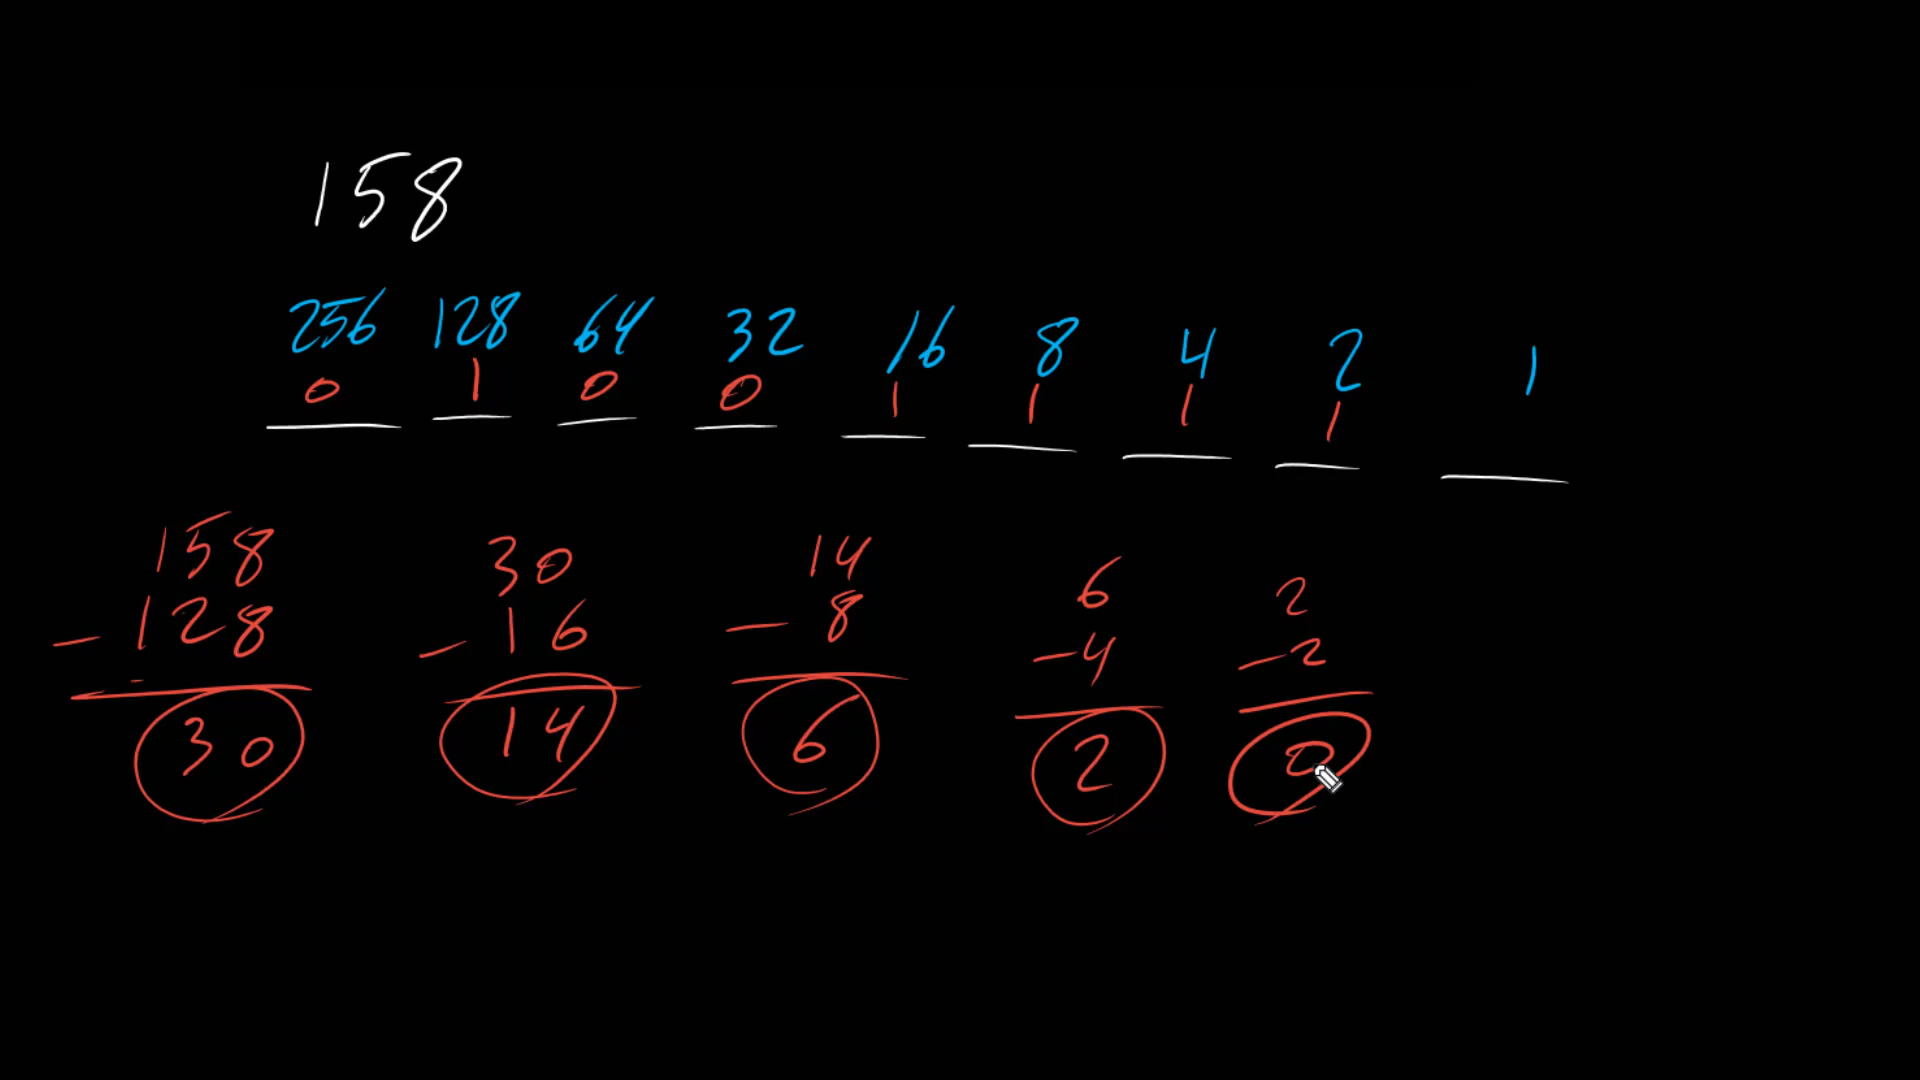 158
256 128 64 32 16 8 4 2 1
0 1 0 0 1 1 1 1
158 30 14 6 2
- 128 - 16 - 8 - 4 - 2
30 14 6 2 0